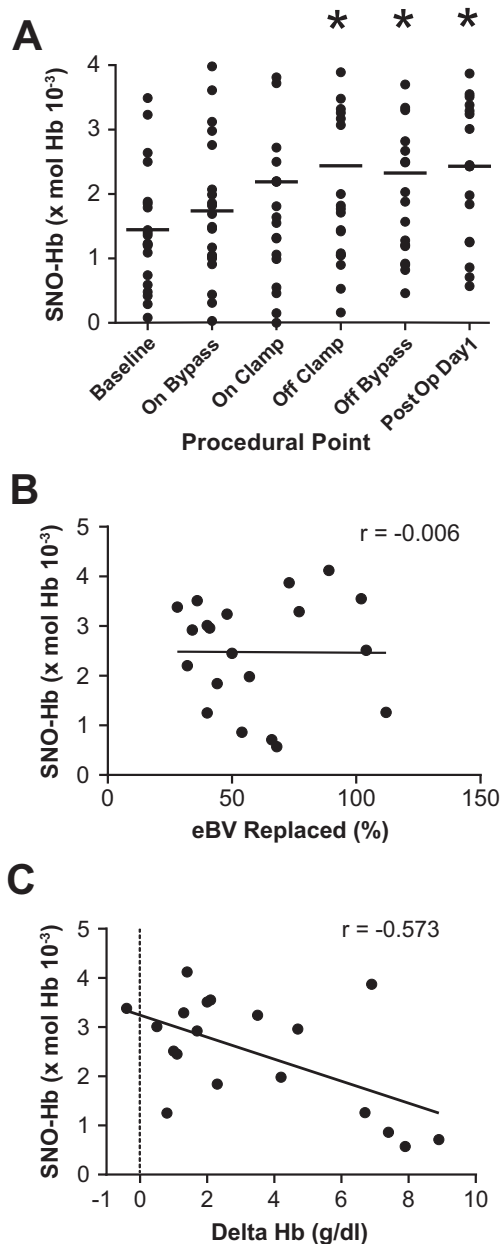 A
* * *
SNO-Hb (x mol Hb 10⁻³)
4
3
2
1
0
Baseline
On Bypass
On Clamp
Off Clamp
Off Bypass
Post Op Day1
Procedural Point
B
r = -0.006
SNO-Hb (x mol Hb 10⁻³)
5
4
3
2
1
0
0 50 100 150
eBV Replaced (%)
C
r = -0.573
SNO-Hb (x mol Hb 10⁻³)
5
4
3
2
1
0
-1 0 2 4 6 8 10
Delta Hb (g/dl)